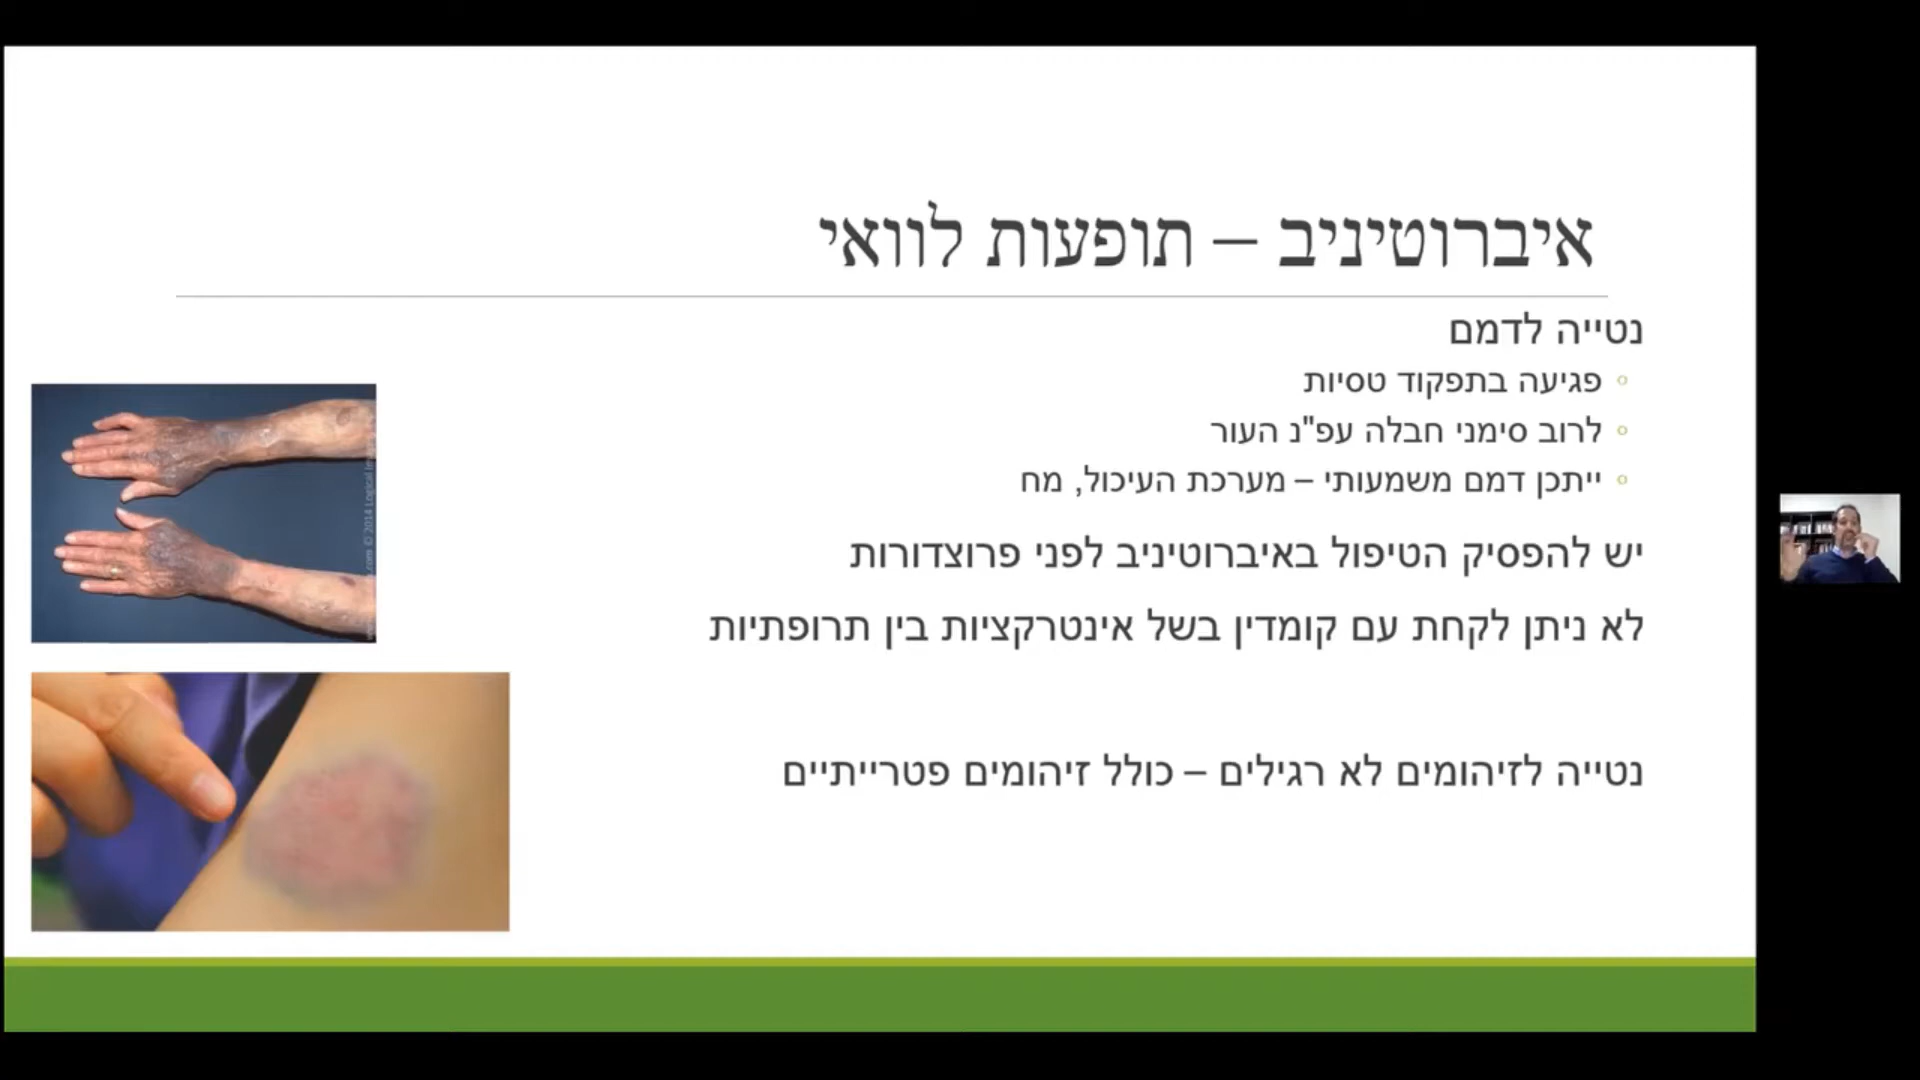 איברוטיניב – תופעות לוואי
נטייה לדמם
פגיעה בתפקוד טסיות
לרוב סימני חבלה עפ"נ העור
ייתכן דמם משמעותי – מערכת העיכול, מח
יש להפסיק הטיפול באיברוטיניב לפני פרוצדורות
לא ניתן לקחת עם קומדין בשל אינטרקציות בין תרופתיות
נטייה לזיהומים לא רגילים – כולל זיהומים פטרייתיים